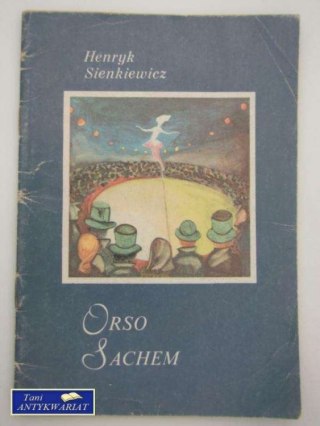 Henryk
Sienkiewicz
ORSO
SACHEM
Tani
ANTYKWARIAT